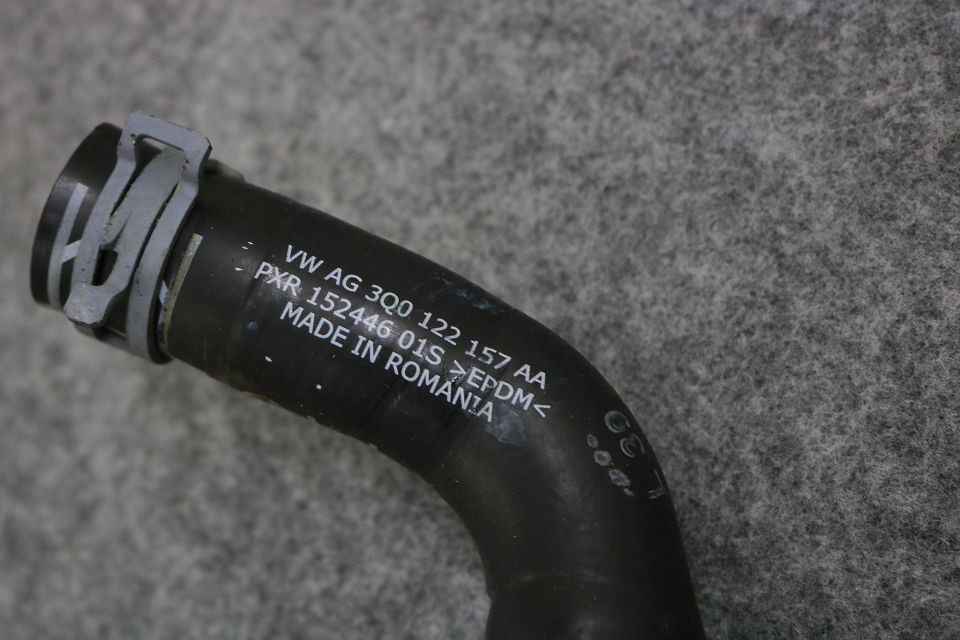 VW AG 3Q0 122 157 AA
PXR 152446 01S >EPDM<
MADE IN ROMANIA